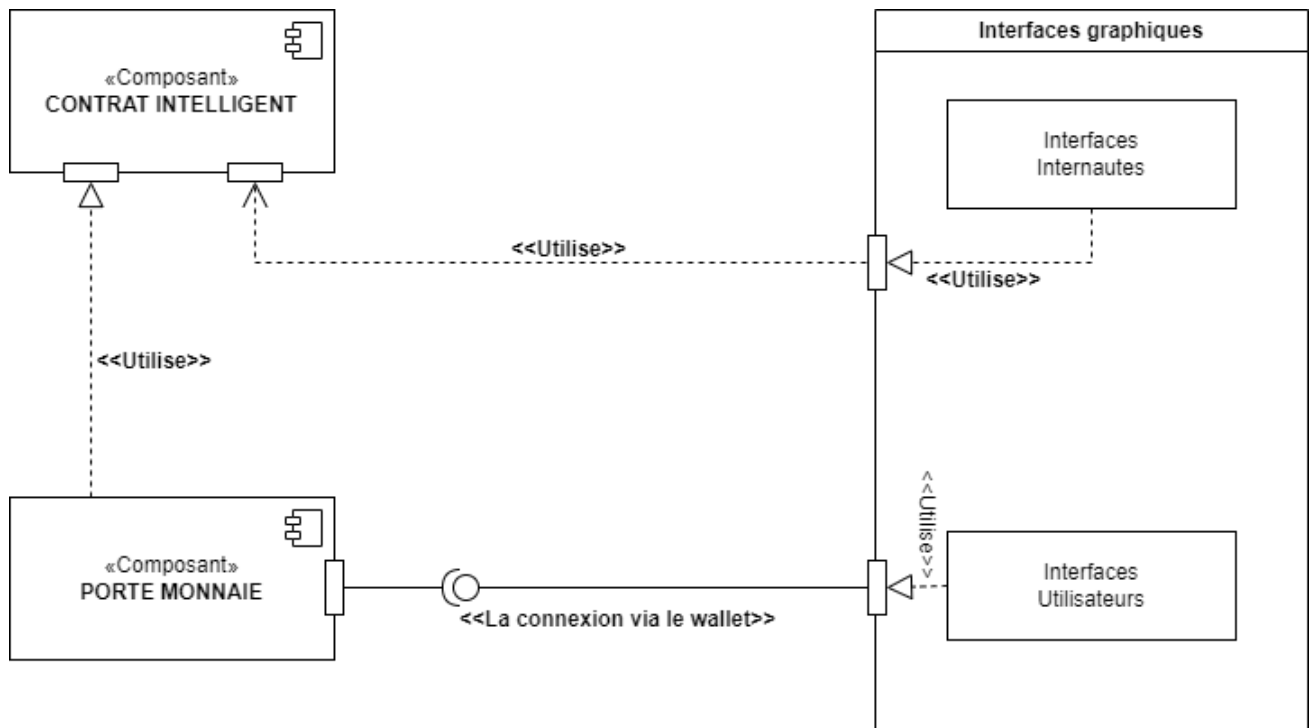 «Composant»
CONTRAT INTELLIGENT
Interfaces graphiques
Interfaces
Internautes
<<Utilise>>
<<Utilise>>
<<Utilise>>
«Composant»
PORTE MONNAIE
<<La connexion via le wallet>>
<<Utilise>>
Interfaces
Utilisateurs